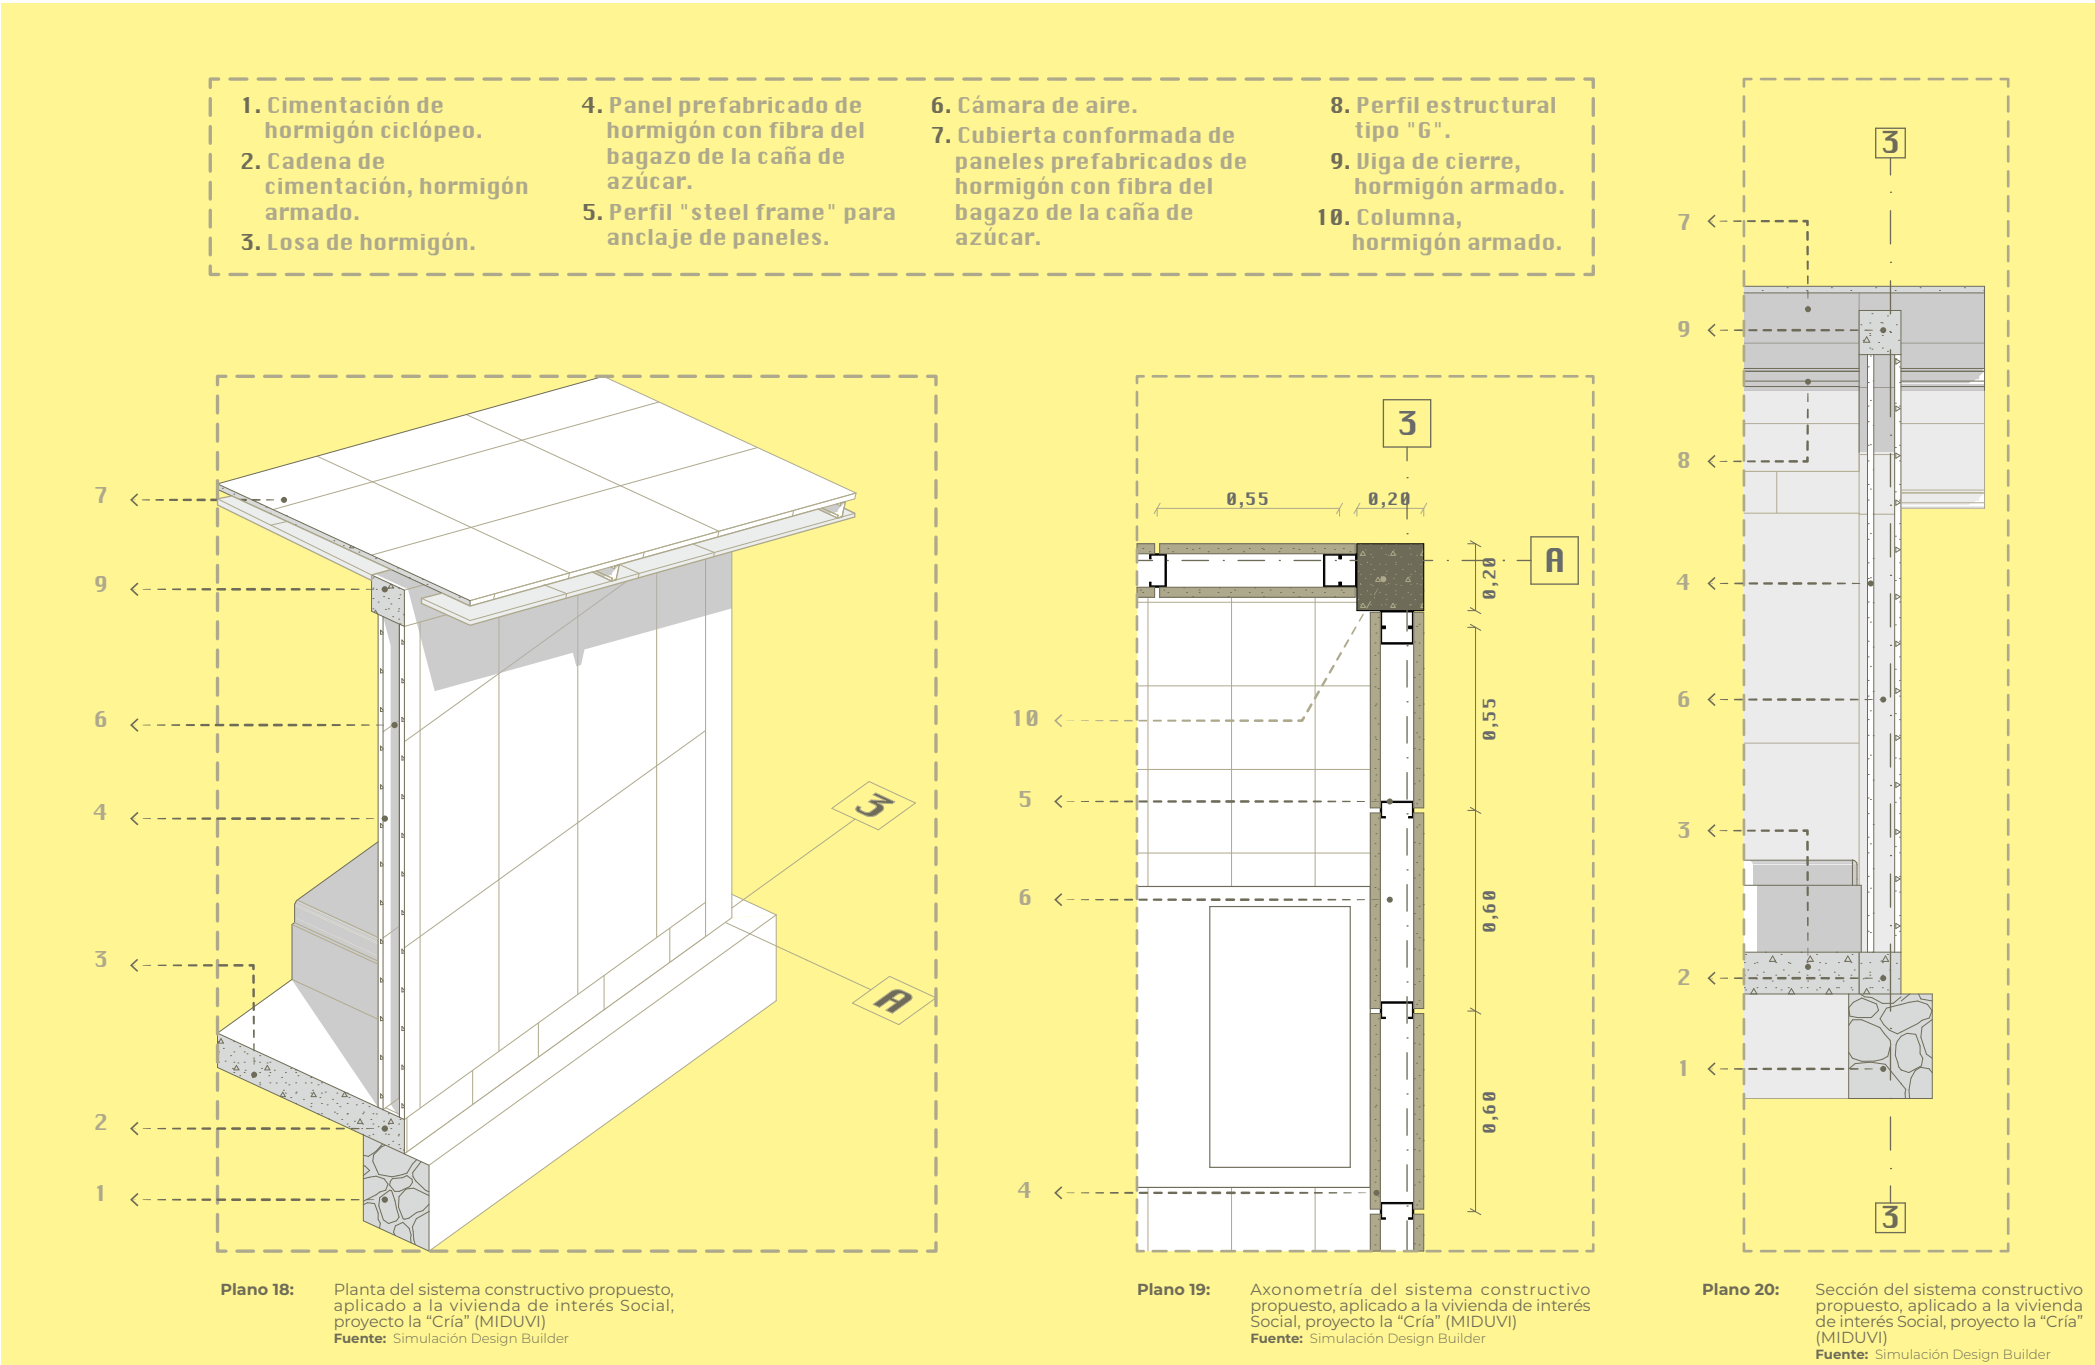 1. Cimentación de
hormigón ciclópeo.
2. Cadena de
cimentación, hormigón
armado.
3. Losa de hormigón.
4. Panel prefabricado de
hormigón con fibra del
bagazo de la caña de
azúcar.
5. Perfil "steel frame" para
anclaje de paneles.
6. Cámara de aire.
7. Cubierta conformada de
paneles prefabricados de
hormigón con fibra del
bagazo de la caña de
azúcar.
8. Perfil estructural
tipo "G".
9. Viga de cierre,
hormigón armado.
10. Columna,
hormigón armado.
7
9
6
4
3
2
1
3
A
3
0,55
0,20
A
0,20
0,55
0,60
0,60
10
5
6
4
3
7
9
8
4
6
3
2
1
3
Plano 18: Planta del sistema constructivo propuesto,
aplicado a la vivienda de interés Social,
proyecto la “Cría” (MIDUVI)
Fuente: Simulación Design Builder
Plano 19: Axonometría del sistema constructivo
propuesto, aplicado a la vivienda de interés
Social, proyecto la “Cría” (MIDUVI)
Fuente: Simulación Design Builder
Plano 20: Sección del sistema constructivo
propuesto, aplicado a la vivienda
de interés Social, proyecto la “Cría”
(MIDUVI)
Fuente: Simulación Design Builder